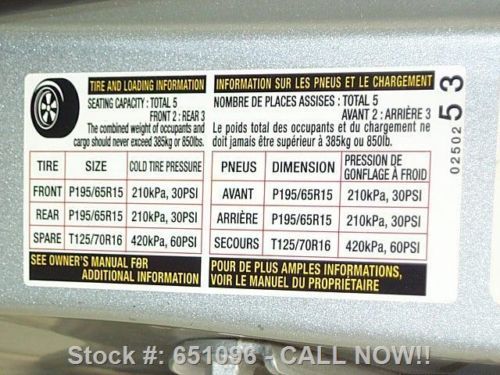 TIRE AND LOADING INFORMATION
SEATING CAPACITY : TOTAL 5
FRONT 2 : REAR 3
The combined weight of occupants and
cargo should never exceed 385kg or 850lb.
TIRE SIZE COLD TIRE PRESSURE
FRONT P195/65R15 210kPa, 30PSI
REAR P195/65R15 210kPa, 30PSI
SPARE T125/70R16 420kPa, 60PSI
SEE OWNER'S MANUAL FOR
ADDITIONAL INFORMATION
INFORMATION SUR LES PNEUS ET LE CHARGEMENT
NOMBRE DE PLACES ASSISES : TOTAL 5
AVANT 2 : ARRIÈRE 3
Le poids total des occupants et du chargement ne
doit jamais être supérieur à 385kg ou 850lb.
PNEUS DIMENSION PRESSION DE
GONFLAGE À FROID
AVANT P195/65R15 210kPa, 30PSI
ARRIÈRE P195/65R15 210kPa, 30PSI
SECOURS T125/70R16 420kPa, 60PSI
POUR DE PLUS AMPLES INFORMATIONS,
VOIR LE MANUEL DU PROPRIÉTAIRE
02502 53
Stock #: 651096 - CALL NOW!!